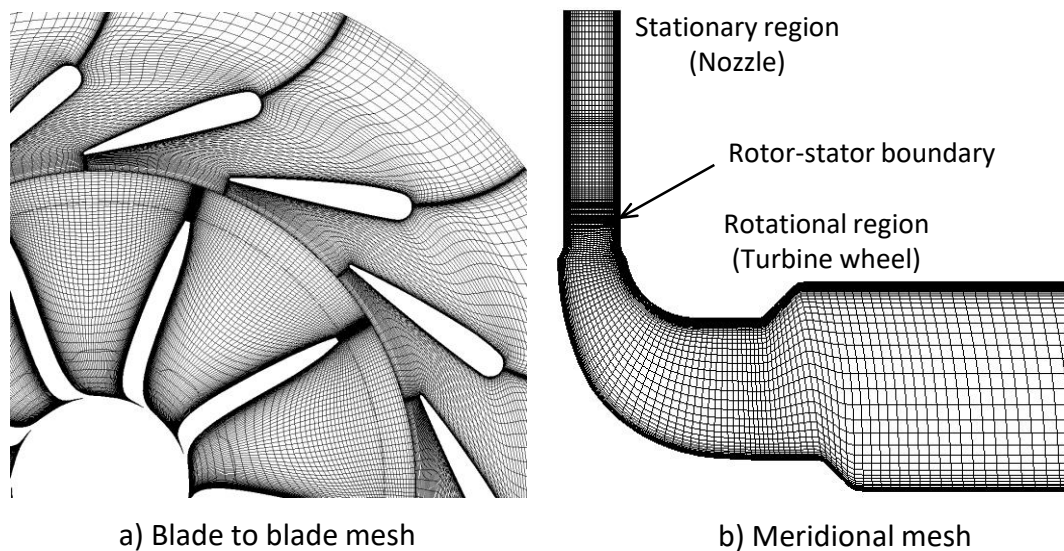 Stationary region
(Nozzle)
Rotor-stator boundary
Rotational region
(Turbine wheel)
a) Blade to blade mesh
b) Meridional mesh